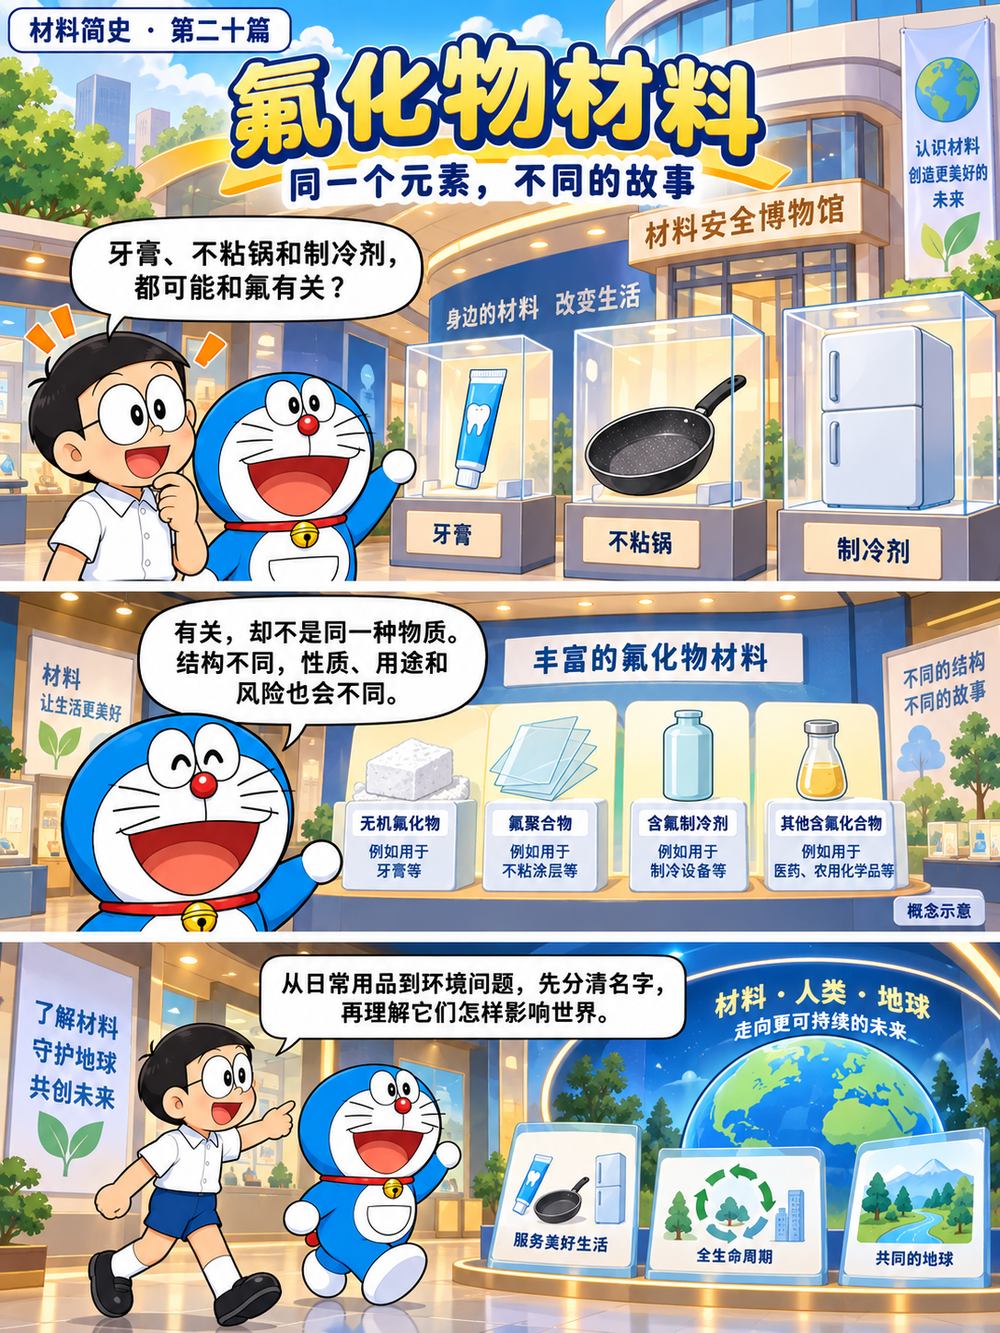 材料简史 · 第二十篇
氟化物材料
同一个元素，不同的故事
认识材料
创造更美好的
未来
材料安全博物馆
牙膏、不粘锅和制冷剂，
都可能和氟有关？
身边的材料 改变生活
牙膏
不粘锅
制冷剂
有关，却不是同一种物质。
结构不同，性质、用途和
风险也会不同。
丰富的氟化物材料
材料
让生活更美好
不同的结构
不同的故事
无机氟化物
例如用于
牙膏等
氟聚合物
例如用于
不粘涂层等
含氟制冷剂
例如用于
制冷设备等
其他含氟化合物
例如用于
医药、农用化学品等
概念示意
从日常用品到环境问题，先分清名字，
再理解它们怎样影响世界。
了解材料
守护地球
共创未来
材料·人类·地球
走向更可持续的未来
服务美好生活
全生命周期
共同的地球